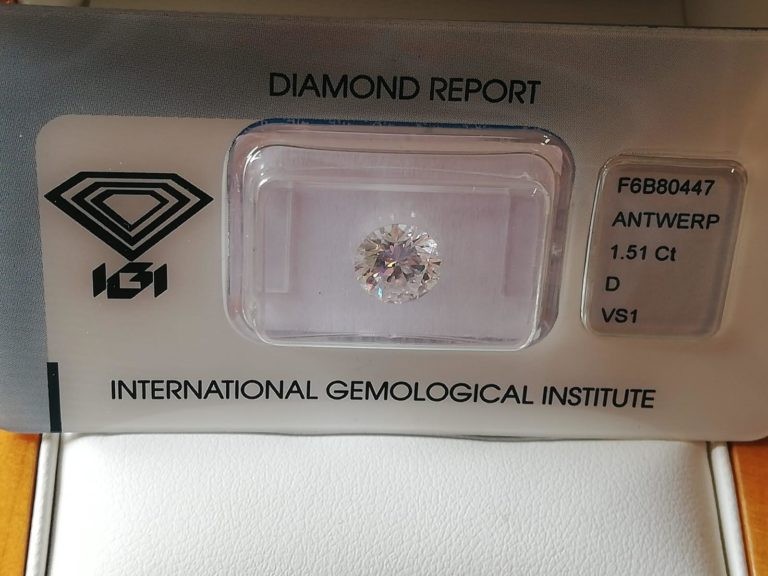 DIAMOND REPORT
IGI
F6B80447
ANTWERP
1.51 Ct
D
VS1
INTERNATIONAL GEMOLOGICAL INSTITUTE